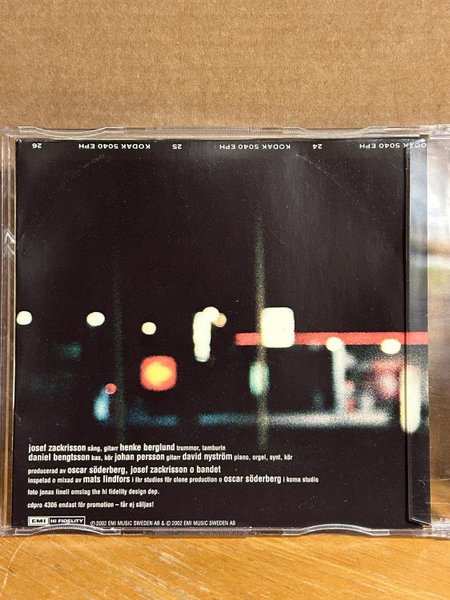 26 KODAK 5040 EPH 25 KODAK 5040 EPH 24 KODAK 5040 EPH
josef zackrisson sång, gitarr henke berglund trummor, tamburin
daniel bengtsson bas, kör johan persson gitarr david nyström piano, orgel, synt, kör
producerad av oscar söderberg, josef zackrisson o bandet
inspelad o mixad av mats lindfors i lbr studios för clone production o oscar söderberg i koma studio
foto jonas linell omslag the hi fidelity design dep.
cdpro 4306 endast för promotion – får ej säljas!
EMI HI FIDELITY ℗ 2002 EMI MUSIC SWEDEN AB & © 2002 EMI MUSIC SWEDEN AB